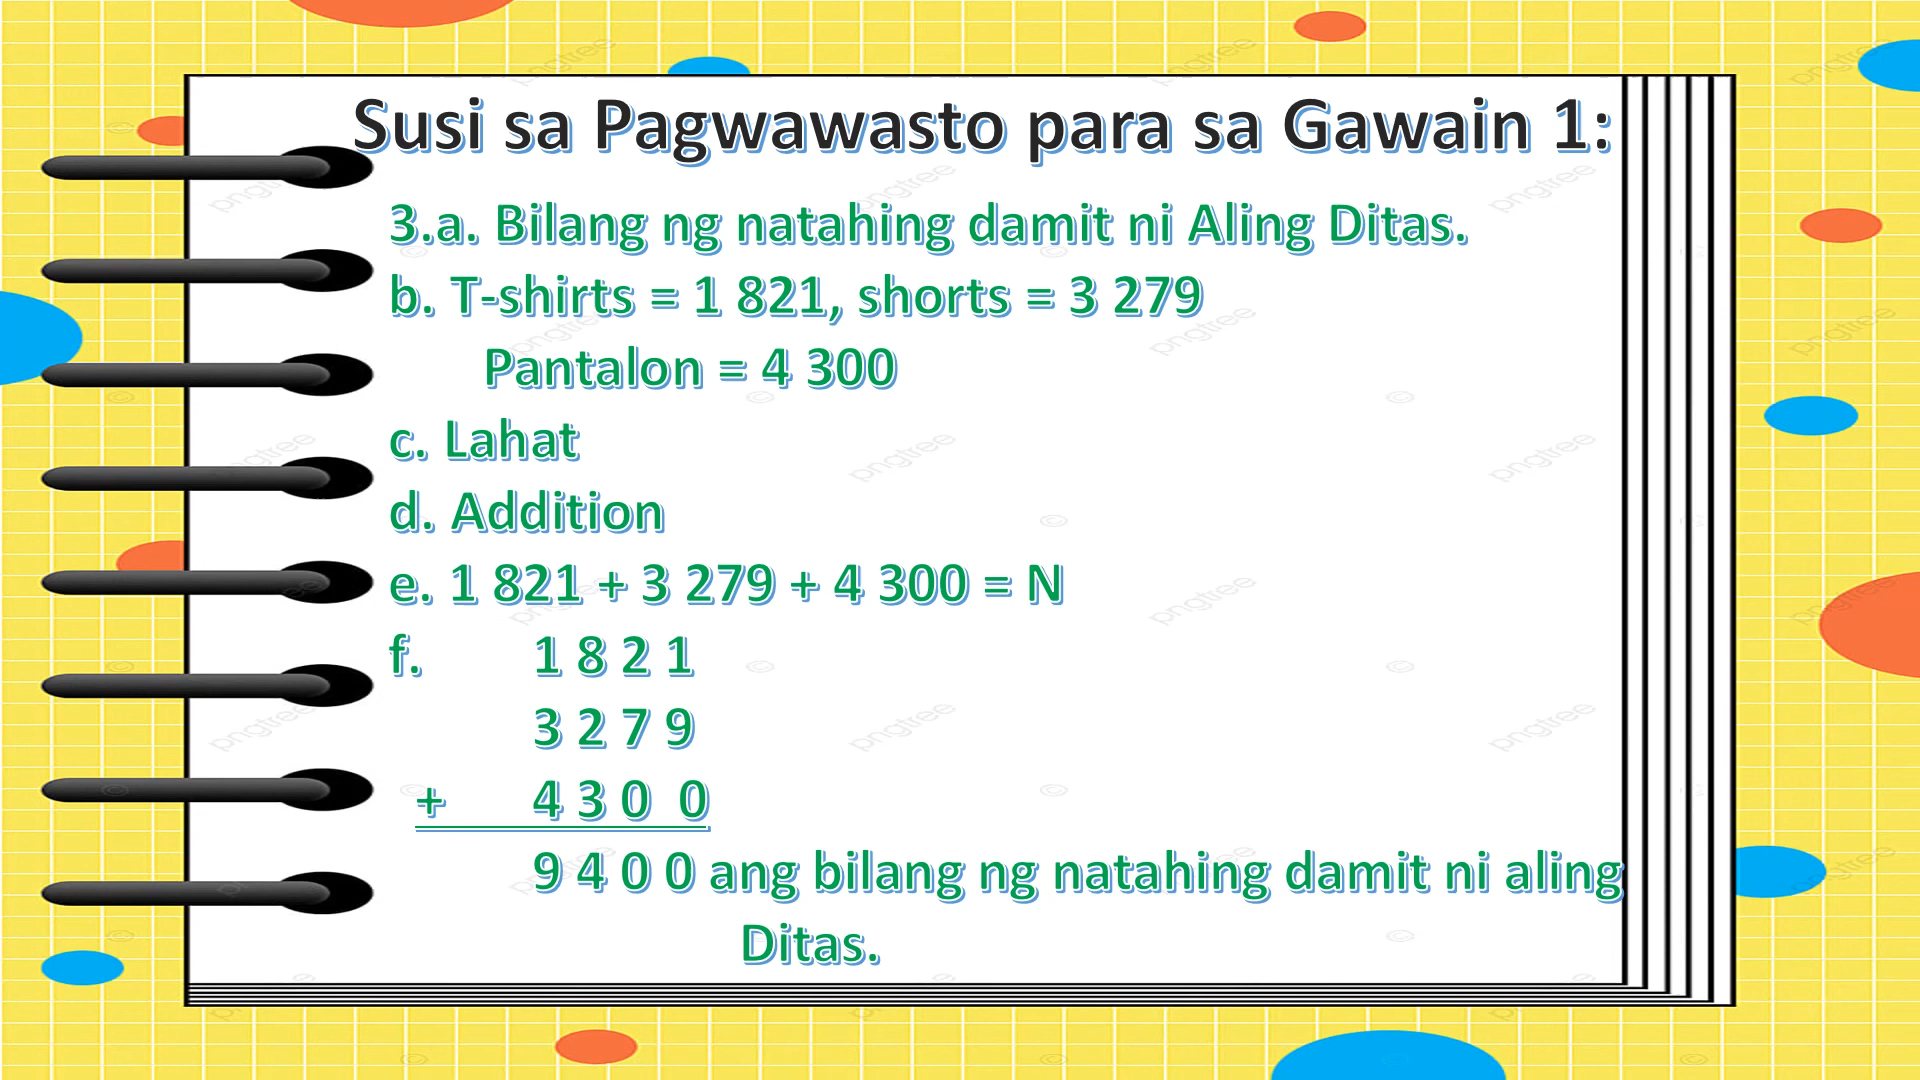 Susi sa Pagwawasto para sa Gawain 1:
3.a. Bilang ng natahing damit ni Aling Ditas.
b. T-shirts = 1 821, shorts = 3 279
Pantalon = 4 300
c. Lahat
d. Addition
e. 1 821 + 3 279 + 4 300 = N
f. 1 8 2 1
3 2 7 9
+ 4 3 0 0
9 4 0 0 ang bilang ng natahing damit ni aling
Ditas.